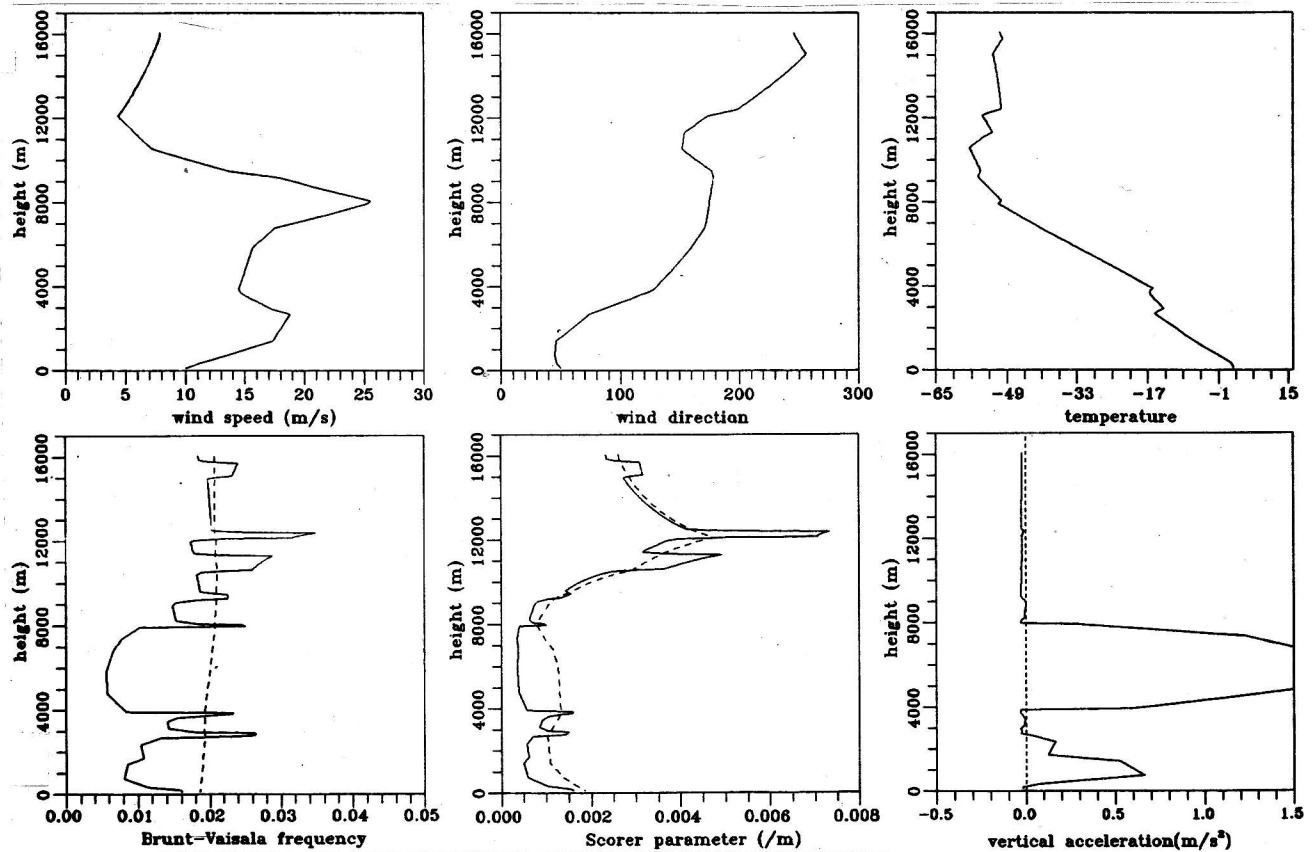 height (m)
0 4000 8000 12000 16000
0 5 10 15 20 25 30
wind speed (m/s)
height (m)
0 4000 8000 12000 16000
0 100 200 300
wind direction
height (m)
0 4000 8000 12000 16000
-65 -49 -33 -17 -1 15
temperature
height (m)
0 4000 8000 12000 16000
0.00 0.01 0.02 0.03 0.04 0.05
Brunt-Vaisala frequency
height (m)
0 4000 8000 12000 16000
0.000 0.002 0.004 0.006 0.008
Scorer parameter (/m)
height (m)
0 4000 8000 12000 16000
-0.5 0.0 0.5 1.0 1.5
vertical acceleration(m/s²)